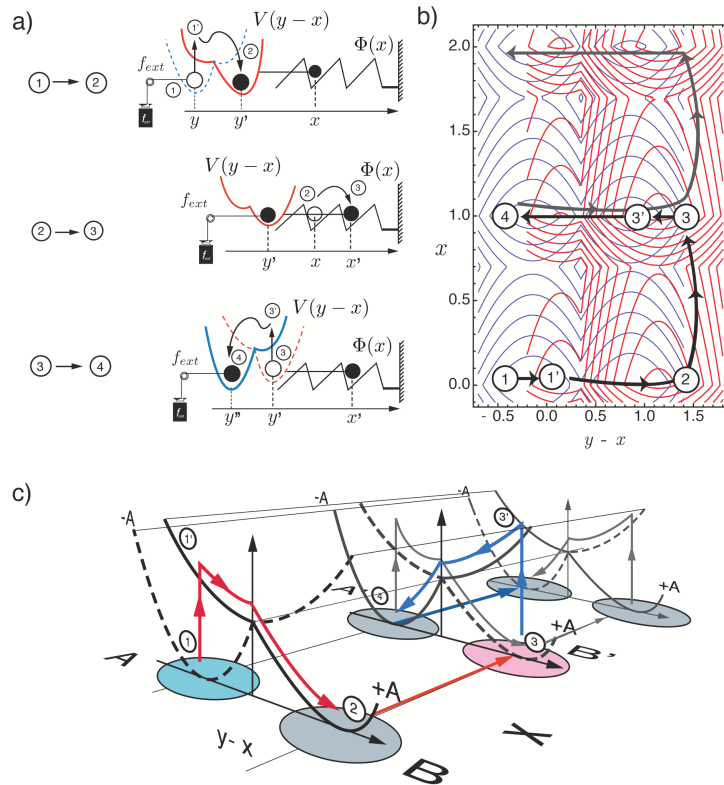 a)
1'
V(y-x)
Φ(x)
f_ext
1 → 2
1
2
y
y'
x
V(y-x)
Φ(x)
2
3
2 → 3
y'
x
x'
V(y-x)
3'
Φ(x)
f_ext
3 → 4
4
3
y''
y'
x'
b)
2.0
1.5
x
1.0
4
3'
3
0.5
0.0
1
1'
2
- 0.5
0.0
0.5
1.0
1.5
y - x
c)
-A
-A
-A
1'
3'
-A
4
+A
1
3
+A
A
B'
2
+A
y-x
X
B